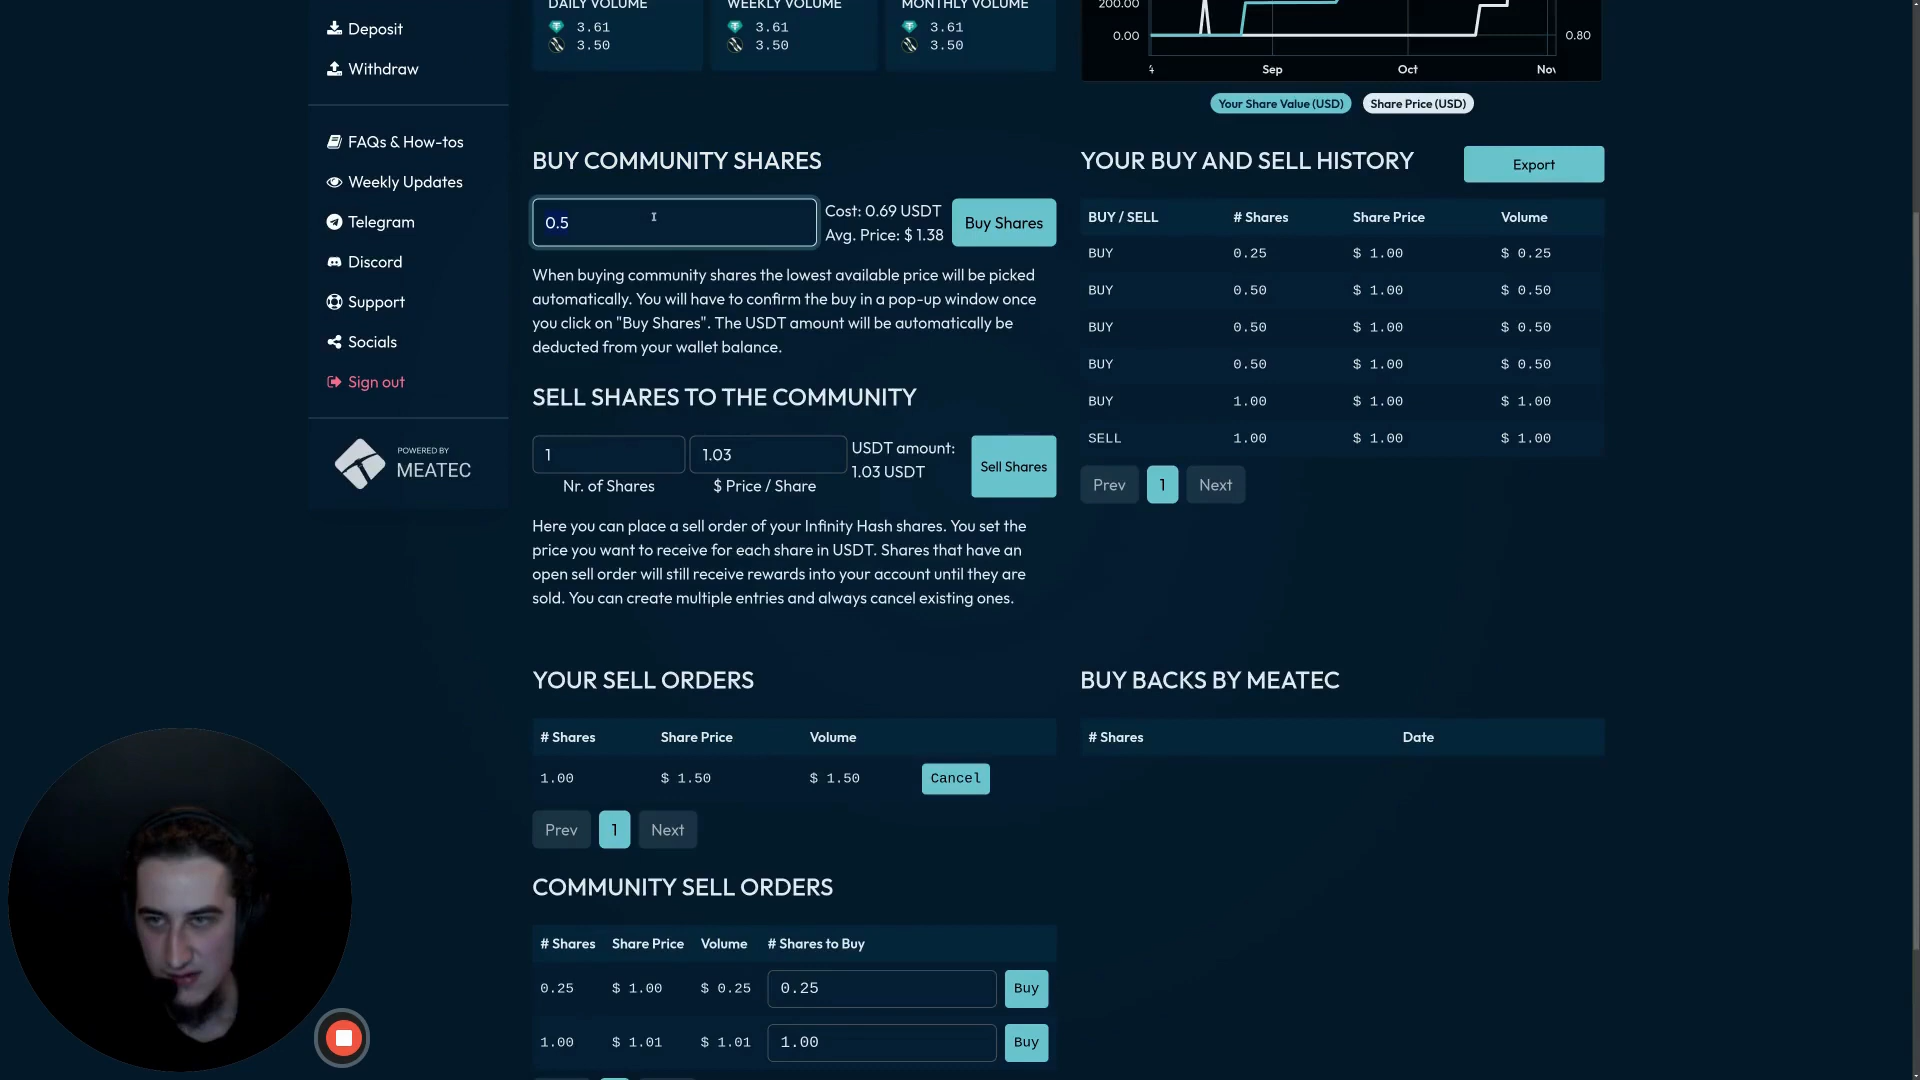 Deposit
Withdraw
FAQs & How-tos
Weekly Updates
Telegram
Discord
Support
Socials
Sign out
POWERED BY
MEATEC
DAILY VOLUME
3.61
3.50
WEEKLY VOLUME
3.61
3.50
MONTHLY VOLUME
3.61
3.50
200.00
0.00
0.80
Sep
Oct
Your Share Value (USD)
Share Price (USD)
BUY COMMUNITY SHARES
0.5
Cost: 0.69 USDT
Avg. Price: $ 1.38
Buy Shares
When buying community shares the lowest available price will be picked
automatically. You will have to confirm the buy in a pop-up window once
you click on "Buy Shares". The USDT amount will be automatically be
deducted from your wallet balance.
SELL SHARES TO THE COMMUNITY
1
1.03
USDT amount:
1.03 USDT
Sell Shares
Nr. of Shares
$ Price / Share
Here you can place a sell order of your Infinity Hash shares. You set the
price you want to receive for each share in USDT. Shares that have an
open sell order will still receive rewards into your account until they are
sold. You can create multiple entries and always cancel existing ones.
YOUR BUY AND SELL HISTORY
Export
BUY / SELL # Shares Share Price Volume
BUY 0.25 $ 1.00 $ 0.25
BUY 0.50 $ 1.00 $ 0.50
BUY 0.50 $ 1.00 $ 0.50
BUY 0.50 $ 1.00 $ 0.50
BUY 1.00 $ 1.00 $ 1.00
SELL 1.00 $ 1.00 $ 1.00
Prev 1 Next
YOUR SELL ORDERS
# Shares Share Price Volume
1.00 $ 1.50 $ 1.50 Cancel
Prev 1 Next
BUY BACKS BY MEATEC
# Shares Date
COMMUNITY SELL ORDERS
# Shares Share Price Volume # Shares to Buy
0.25 $ 1.00 $ 0.25 0.25 Buy
1.00 $ 1.01 $ 1.01 1.00 Buy